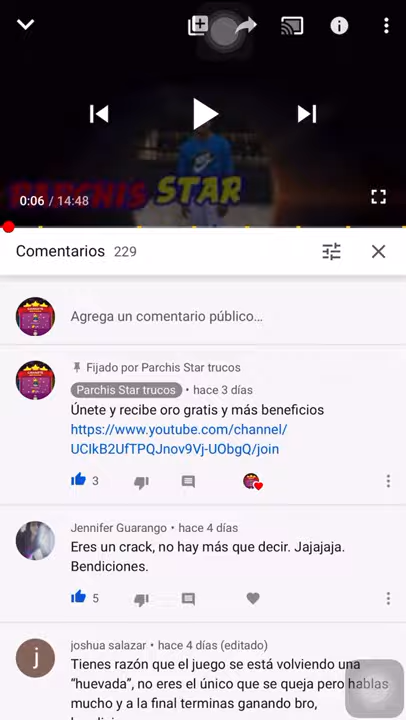 PARCHIS STAR
0:06 / 14:48
Comentarios 229
Agrega un comentario público...
Fijado por Parchis Star trucos
Parchis Star trucos • hace 3 días
Únete y recibe oro gratis y más beneficios
https://www.youtube.com/channel/
UCIkB2UfTPQJnov9Vj-UObgQ/join
3
Jennifer Guarango • hace 4 días
Eres un crack, no hay más que decir. Jajajaja.
Bendiciones.
5
j
joshua salazar • hace 4 días (editado)
Tienes razón que el juego se está volviendo una
“huevada”, no eres el único que se queja pero hablas
mucho y a la final terminas ganando bro,